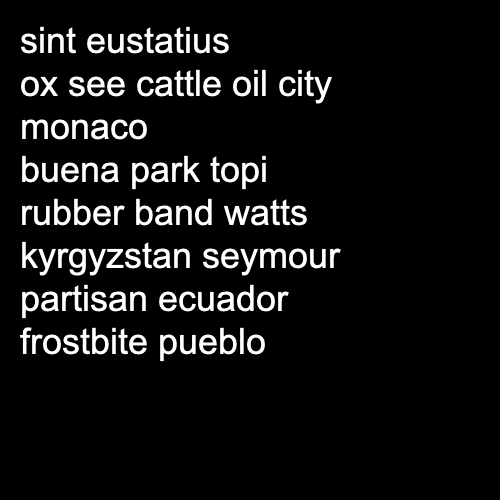 sint eustatius
ox see cattle oil city
monaco
buena park topi
rubber band watts
kyrgyzstan seymour
partisan ecuador
frostbite pueblo